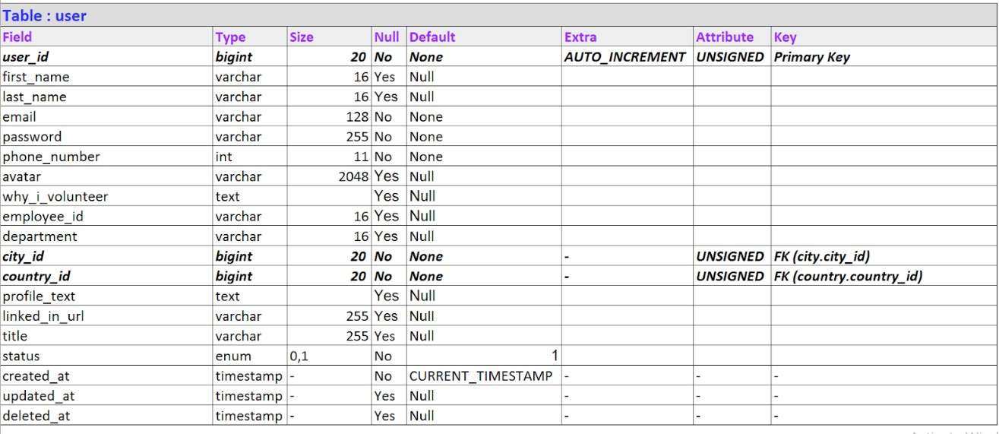 Table : user
Field Type Size Null Default Extra Attribute Key
user_id bigint 20 No None AUTO_INCREMENT UNSIGNED Primary Key
first_name varchar 16 Yes Null
last_name varchar 16 Yes Null
email varchar 128 No None
password varchar 255 No None
phone_number int 11 No None
avatar varchar 2048 Yes Null
why_i_volunteer text Yes Null
employee_id varchar 16 Yes Null
department varchar 16 Yes Null
city_id bigint 20 No None - UNSIGNED FK (city.city_id)
country_id bigint 20 No None - UNSIGNED FK (country.country_id)
profile_text text Yes Null
linked_in_url varchar 255 Yes Null
title varchar 255 Yes Null
status enum 0,1 No 1
created_at timestamp - No CURRENT_TIMESTAMP - - -
updated_at timestamp - Yes Null - - -
deleted_at timestamp - Yes Null - - -